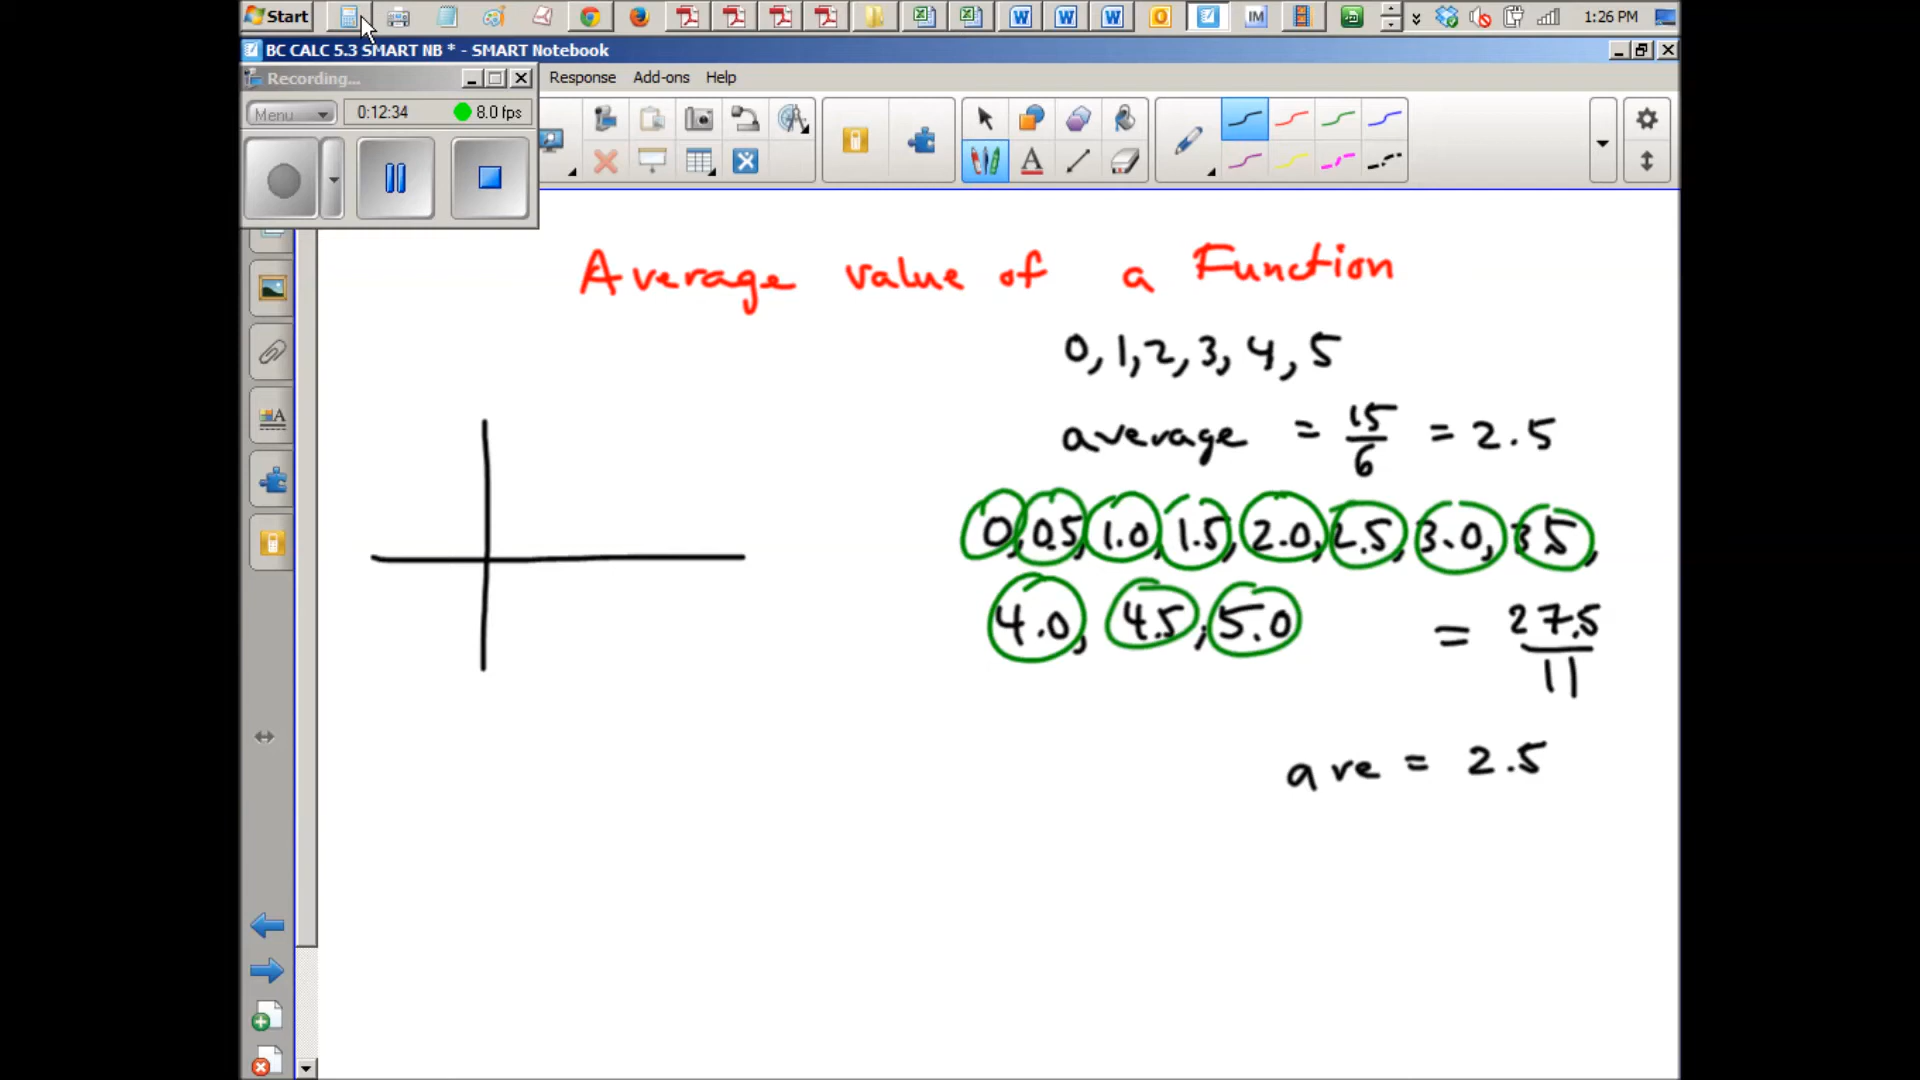 Start
1:26 PM
BC CALC 5.3 SMART NB * - SMART Notebook
Recording...
Response Add-ons Help
Menu 0:12:34 8.0 fps
Average value of a Function
0, 1, 2, 3, 4, 5
average = 15/6 = 2.5
0, 0.5, 1.0, 1.5, 2.0, 2.5, 3.0, 3.5,
4.0, 4.5, 5.0 = 27.5/11
ave = 2.5